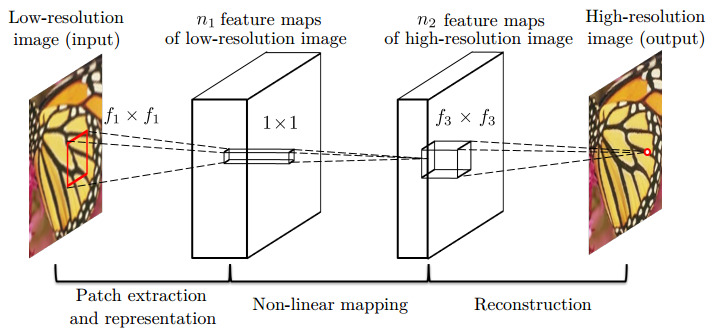 Low-resolution
image (input)
n₁ feature maps
of low-resolution image
n₂ feature maps
of high-resolution image
High-resolution
image (output)
f₁ × f₁
1×1
f₃ × f₃
Patch extraction
and representation
Non-linear mapping
Reconstruction